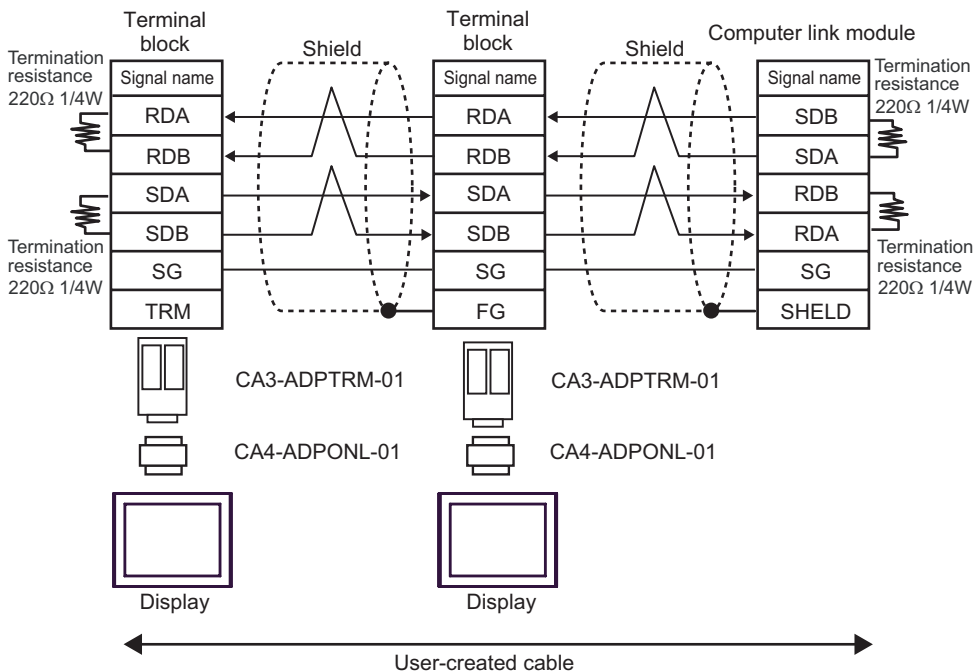 Terminal
block
Terminal
block
Computer link module
Shield
Shield
Termination
resistance
220Ω 1/4W
Termination
resistance
220Ω 1/4W
Signal name
Signal name
Signal name
RDA
RDA
SDB
RDB
RDB
SDA
SDA
SDA
RDB
SDB
SDB
RDA
SG
SG
SG
TRM
FG
SHELD
Termination
resistance
220Ω 1/4W
Termination
resistance
220Ω 1/4W
CA3-ADPTRM-01
CA3-ADPTRM-01
CA4-ADPONL-01
CA4-ADPONL-01
Display
Display
User-created cable